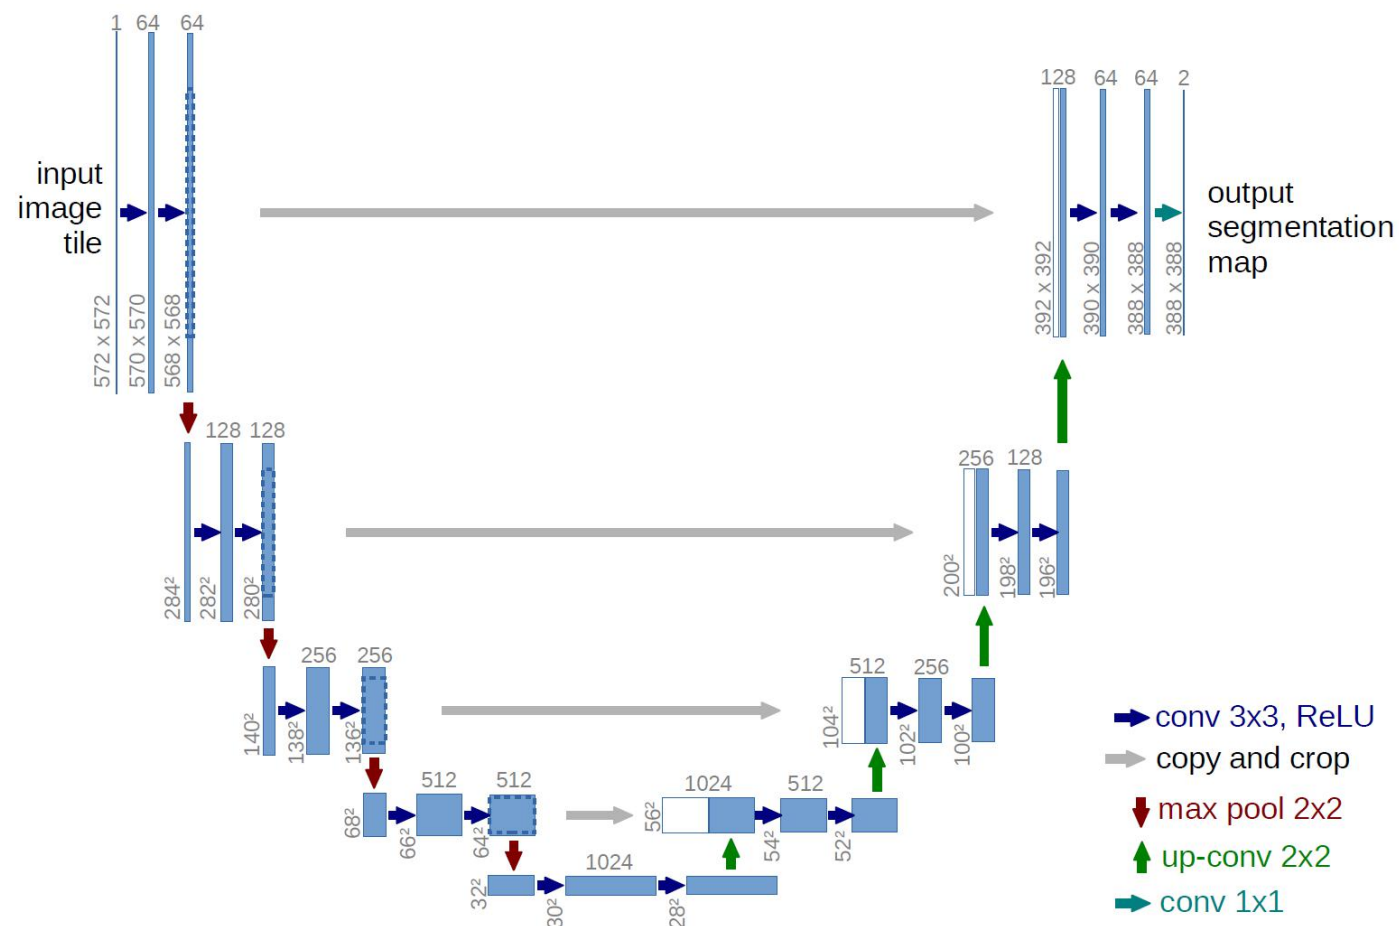 1 64 64
input
image
tile
572 x 572
570 x 570
568 x 568
128 64 64 2
output
segmentation
map
392 x 392
390 x 390
388 x 388
388 x 388
128 128
284²
282²
280²
256 128
200²
198²
196²
256 256
140²
138²
136²
512 256
104²
102²
100²
512 512
68²
66²
64²
1024 512
56²
54²
52²
1024
32²
30²
28²
conv 3x3, ReLU
copy and crop
max pool 2x2
up-conv 2x2
conv 1x1